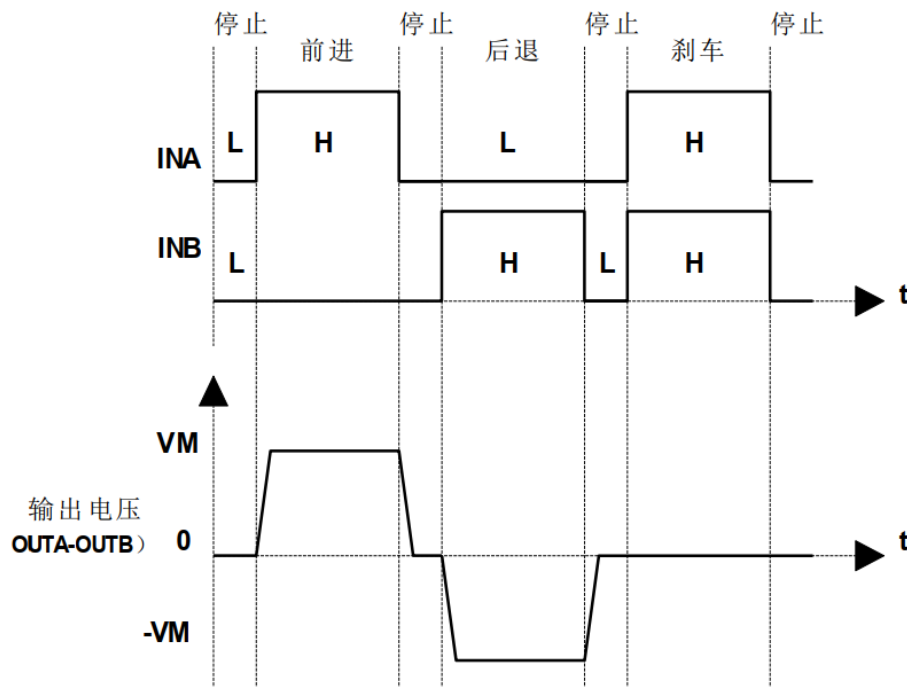 停止 停止 停止 停止
前进 后退 刹车
L H L H
INA
INB
L H L H
t
VM
输出电压
OUTA-OUTB） 0 t
-VM